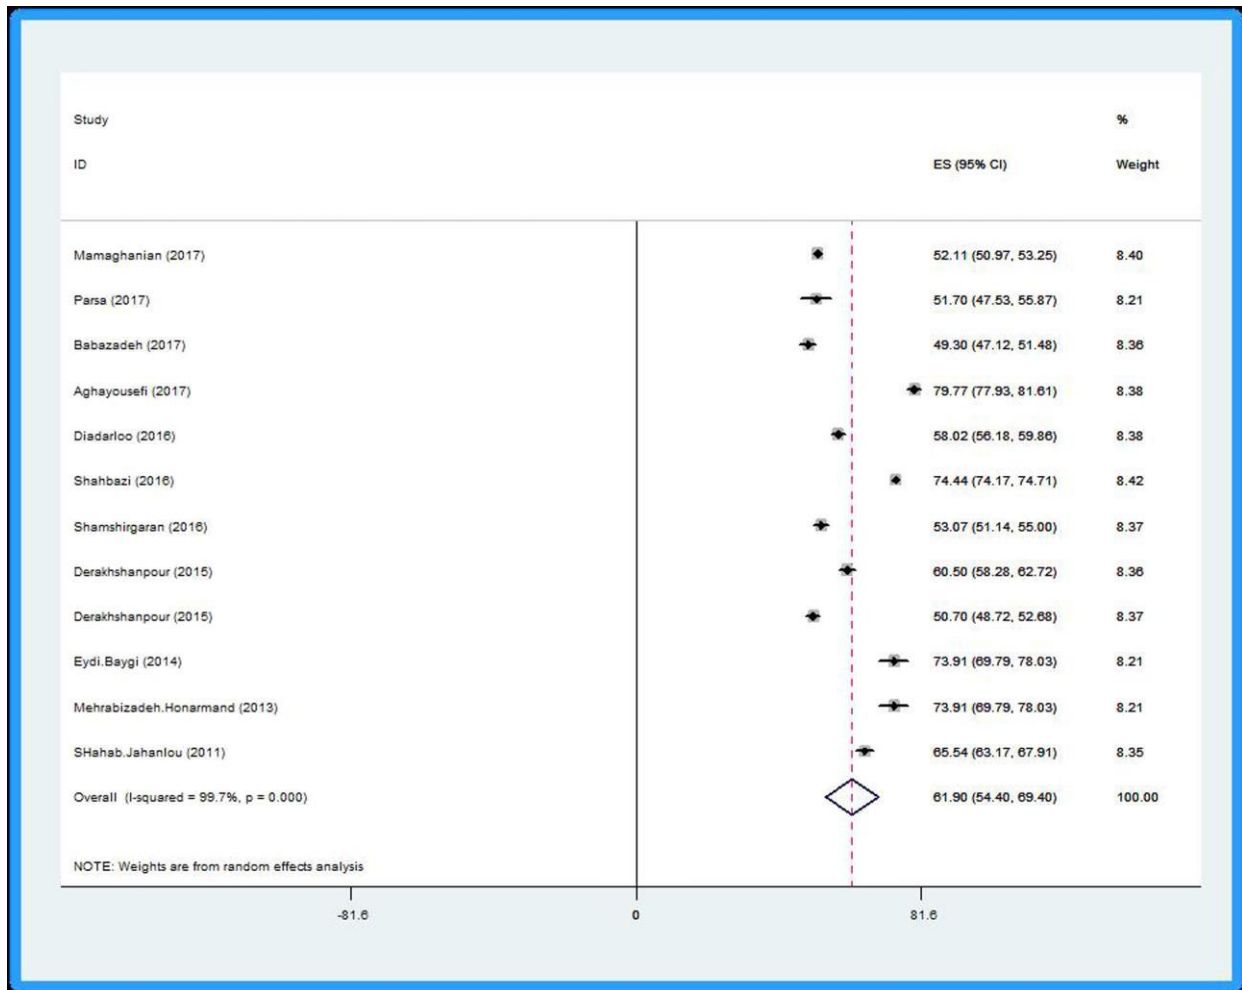 Study %
ID ES (95% CI) Weight
Mamaghanian (2017) 52.11 (50.97, 53.25) 8.40
Parsa (2017) 51.70 (47.53, 55.87) 8.21
Babazadeh (2017) 49.30 (47.12, 51.48) 8.36
Aghayousefi (2017) 79.77 (77.93, 81.61) 8.38
Diadarloo (2016) 58.02 (56.18, 59.86) 8.38
Shahbazi (2016) 74.44 (74.17, 74.71) 8.42
Shamshirgaran (2016) 53.07 (51.14, 55.00) 8.37
Derakhshanpour (2015) 60.50 (58.28, 62.72) 8.36
Derakhshanpour (2015) 50.70 (48.72, 52.68) 8.37
Eydi.Baygi (2014) 73.91 (69.79, 78.03) 8.21
Mehrabizadeh.Honarmand (2013) 73.91 (69.79, 78.03) 8.21
SHahab.Jahanlou (2011) 65.54 (63.17, 67.91) 8.35
Overall (I-squared = 99.7%, p = 0.000) 61.90 (54.40, 69.40) 100.00
NOTE: Weights are from random effects analysis
-81.6 0 81.6